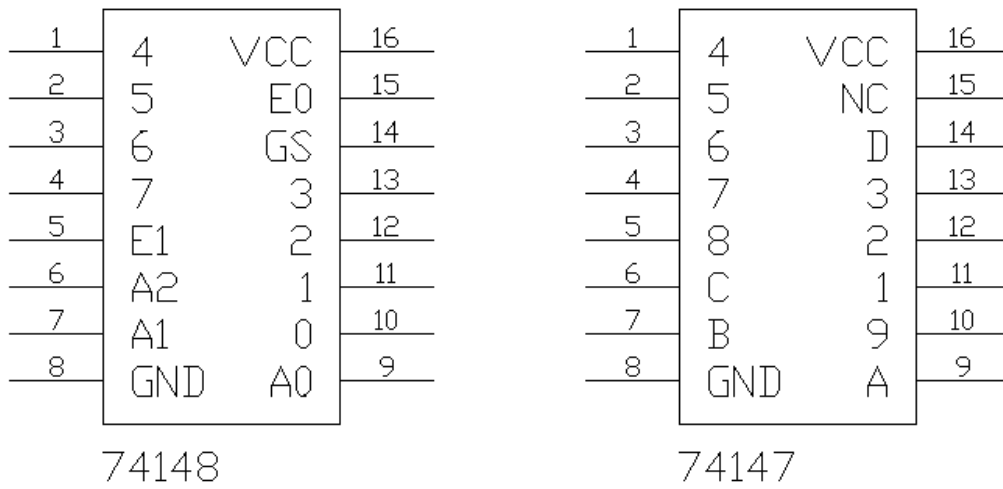 1 4 VCC 16
2 5 E0 15
3 6 GS 14
4 7 3 13
5 E1 2 12
6 A2 1 11
7 A1 0 10
8 GND A0 9
74148
1 4 VCC 16
2 5 NC 15
3 6 D 14
4 7 3 13
5 8 2 12
6 C 1 11
7 B 9 10
8 GND A 9
74147